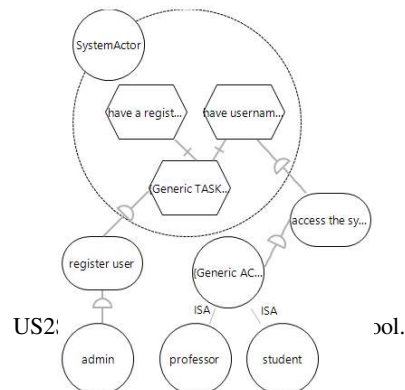 SystemActor
have a regist...
have usernam...
(Generic TASK...
access the sy...
register user
(Generic AC...
ISA
ISA
US2
ool.
admin
professor
student